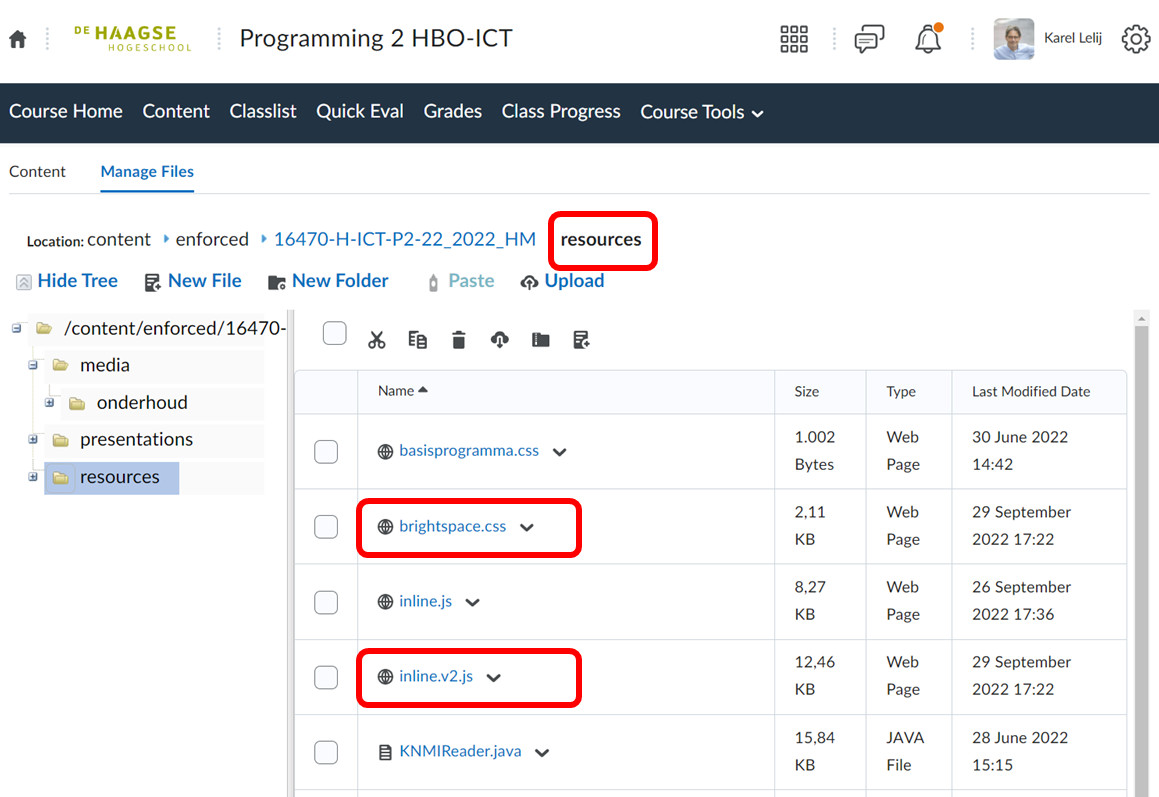 DE HAAGSE
HOGESCHOOL
Programming 2 HBO-ICT
Karel Lelij
Course Home Content Classlist Quick Eval Grades Class Progress Course Tools
Content Manage Files
Location: content enforced 16470-H-ICT-P2-22_2022_HM resources
Hide Tree New File New Folder Paste Upload
/content/enforced/16470-
media
onderhoud
presentations
resources
Name Size Type Last Modified Date
basisprogramma.css 1.002 Web 30 June 2022
Bytes Page 14:42
brightspace.css 2,11 Web 29 September
KB Page 2022 17:22
inline.js 8,27 Web 26 September
KB Page 2022 17:36
inline.v2.js 12,46 Web 29 September
KB Page 2022 17:22
KNMIReader.java 15,84 JAVA 28 June 2022
KB File 15:15